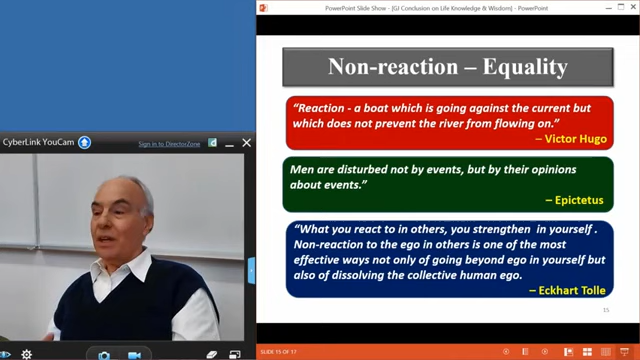 PowerPoint Slide Show - [GJ Conclusion on Life Knowledge & Wisdom] - PowerPoint
Non-reaction – Equality
“Reaction - a boat which is going against the current but
which does not prevent the river from flowing on.”
– Victor Hugo
CyberLink YouCam
Sign in to DirectorZone
Men are disturbed not by events, but by their opinions
about events.”
– Epictetus
“What you react to in others, you strengthen in yourself .
Non-reaction to the ego in others is one of the most
effective ways not only of going beyond ego in yourself but
also of dissolving the collective human ego.
– Eckhart Tolle
15
SLIDE 15 OF 17